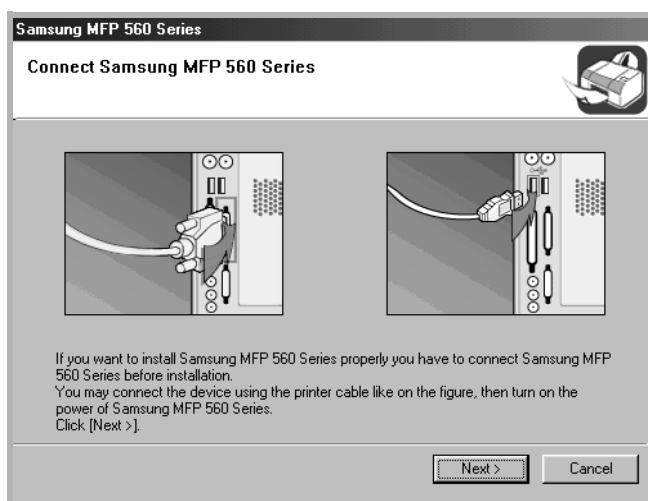 Samsung MFP 560 Series
Connect Samsung MFP 560 Series
If you want to install Samsung MFP 560 Series properly you have to connect Samsung MFP
560 Series before installation.
You may connect the device using the printer cable like on the figure, then turn on the
power of Samsung MFP 560 Series.
Click [Next >].
Next >
Cancel